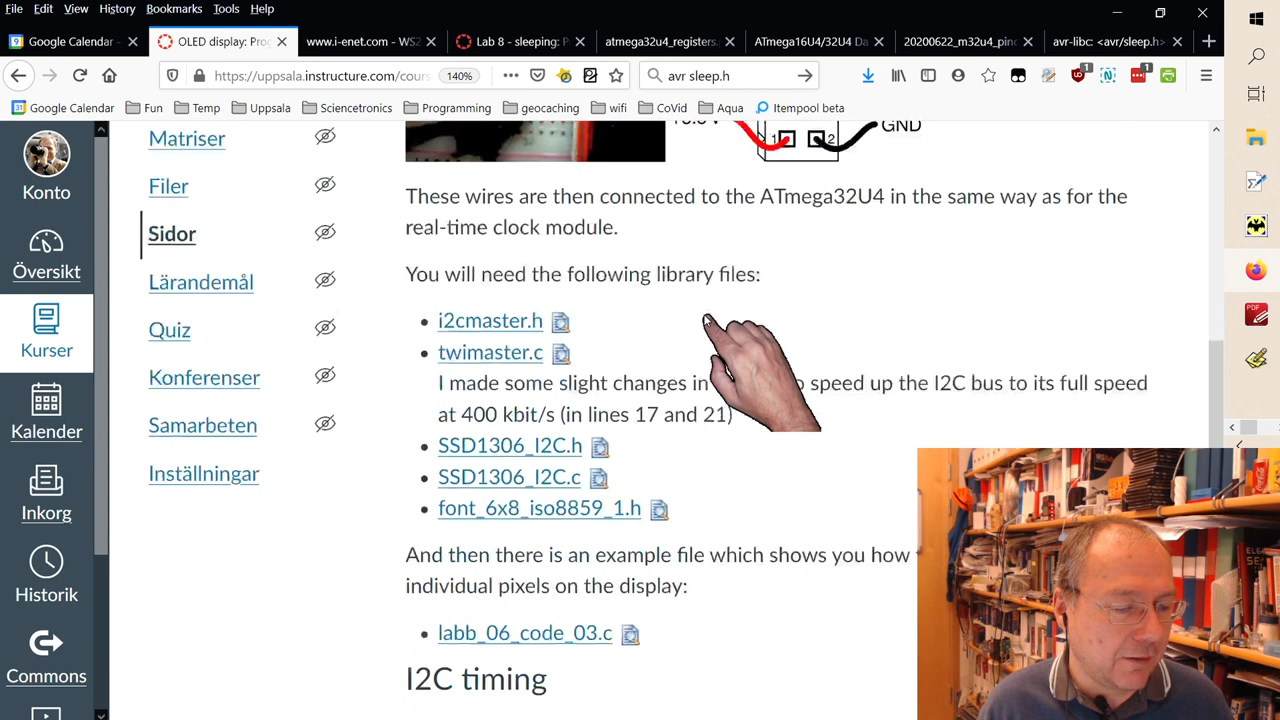 File Edit View History Bookmarks Tools Help
Google Calendar - OLED display: Pro www.i-enet.com - WS2 Lab 8 - sleeping: P atmega32u4_registers. ATmega16U4/32U4 Da 20200622_m32u4_pin avr-libc: <avr/sleep.h>
https://uppsala.instructure.com/cours 140% avr sleep.h
Google Calendar Fun Temp Uppsala Sciencetronics Programming geocaching wifi CoVid Aqua Itempool beta
Konto
Översikt
Kurser
Kalender
Inkorg
Historik
Commons
Matriser
Filer
Sidor
Lärandemål
Quiz
Konferenser
Samarbeten
Inställningar
1 2 GND
These wires are then connected to the ATmega32U4 in the same way as for the
real-time clock module.
You will need the following library files:
• i2cmaster.h
• twimaster.c
I made some slight changes in speed up the I2C bus to its full speed
at 400 kbit/s (in lines 17 and 21)
• SSD1306_I2C.h
• SSD1306_I2C.c
• font_6x8_iso8859_1.h
And then there is an example file which shows you how
individual pixels on the display:
• labb_06_code_03.c
I2C timing